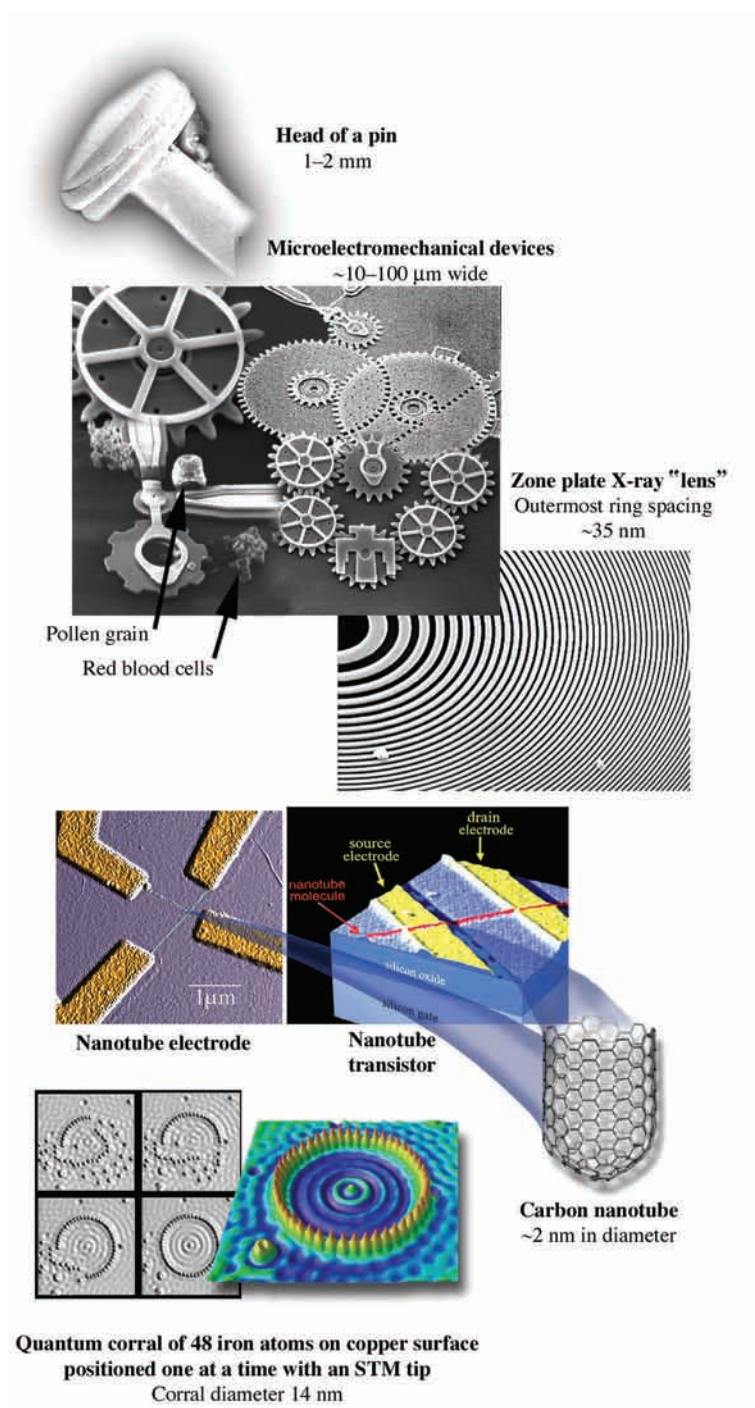 Head of a pin
1–2 mm
Microelectromechanical devices
~10–100 μm wide
Zone plate X-ray “lens”
Outermost ring spacing
~35 nm
Pollen grain
Red blood cells
1μm
Nanotube electrode
drain
electrode
source
electrode
nanotube
molecule
silicon oxide
silicon gate
Nanotube
transistor
Carbon nanotube
~2 nm in diameter
Quantum corral of 48 iron atoms on copper surface
positioned one at a time with an STM tip
Corral diameter 14 nm